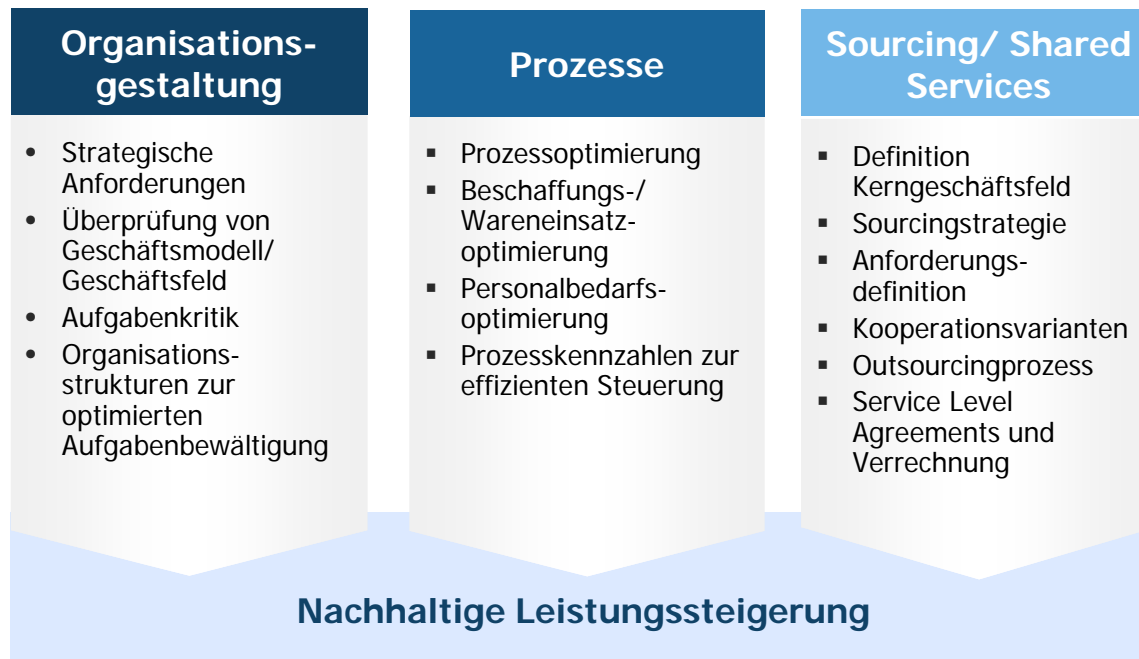 Organisations-
gestaltung
• Strategische
Anforderungen
• Überprüfung von
Geschäftsmodell/
Geschäftsfeld
• Aufgabenkritik
• Organisations-
strukturen zur
optimierten
Aufgabenbewältigung
Prozesse
▪ Prozessoptimierung
▪ Beschaffungs-/
Wareneinsatz-
optimierung
▪ Personalbedarfs-
optimierung
▪ Prozesskennzahlen zur
effizienten Steuerung
Sourcing/ Shared
Services
▪ Definition
Kerngeschäftsfeld
▪ Sourcingstrategie
▪ Anforderungs-
definition
▪ Kooperationsvarianten
▪ Outsourcingprozess
▪ Service Level
Agreements und
Verrechnung
Nachhaltige Leistungssteigerung